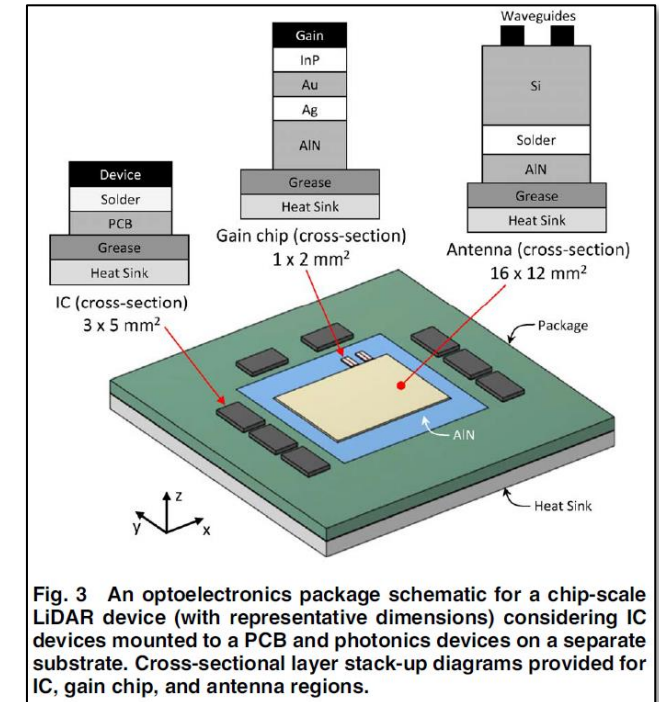 Waveguides
Gain
InP
Au
Ag
AlN
Grease
Heat Sink
Gain chip (cross-section)
1 x 2 mm²
Si
Solder
AlN
Grease
Heat Sink
Antenna (cross-section)
16 x 12 mm²
Device
Solder
PCB
Grease
Heat Sink
IC (cross-section)
3 x 5 mm²
Package
AlN
Heat Sink
z
y
x
Fig. 3 An optoelectronics package schematic for a chip-scale
LiDAR device (with representative dimensions) considering IC
devices mounted to a PCB and photonics devices on a separate
substrate. Cross-sectional layer stack-up diagrams provided for
IC, gain chip, and antenna regions.